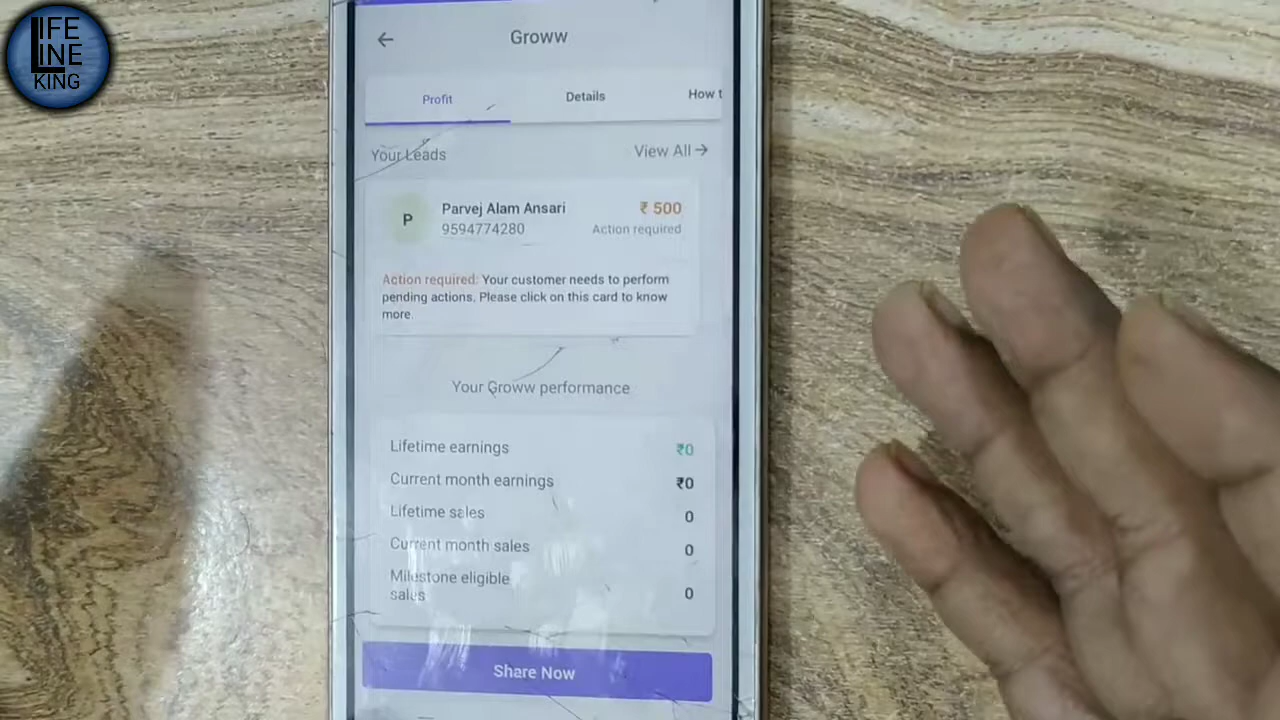 LIFE
LINE
KING
Groww
Profit
Details
How t
Your Leads
View All →
P
Parvej Alam Ansari
₹ 500
9594774280
Action required
Action required: Your customer needs to perform
pending actions. Please click on this card to know
more.
Your Groww performance
Lifetime earnings
₹0
Current month earnings
₹0
Lifetime sales
0
Current month sales
0
Milestone eligible
sales
0
Share Now